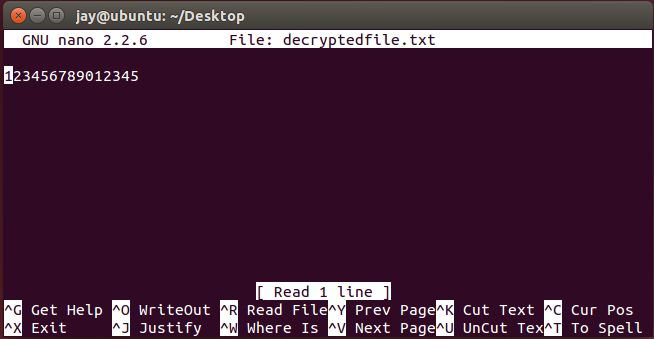 jay@ubuntu: ~/Desktop
GNU nano 2.2.6 File: decryptedfile.txt
123456789012345
[ Read 1 line ]
^G Get Help ^O WriteOut ^R Read File^Y Prev Page^K Cut Text ^C Cur Pos
^X Exit ^J Justify ^W Where Is ^V Next Page^U UnCut Tex^T To Spell